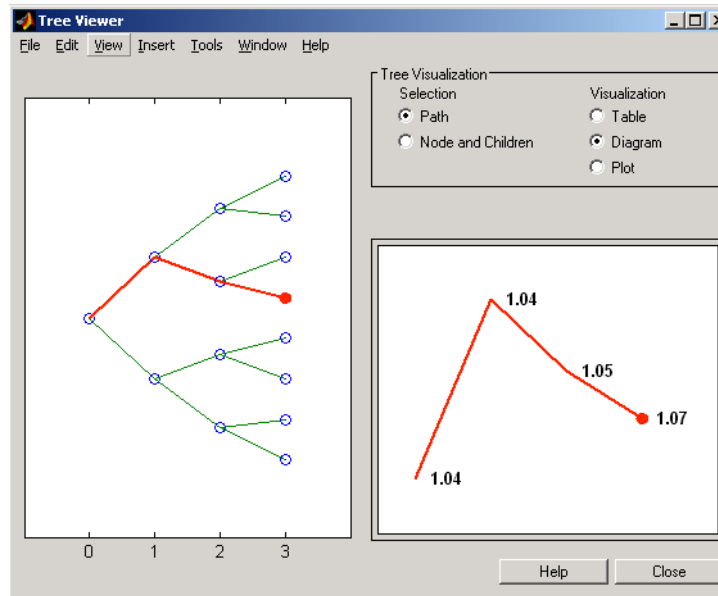 Tree Viewer
File Edit View Insert Tools Window Help
Tree Visualization
Selection Visualization
Path Table
Node and Children Diagram
Plot
1.04
1.05
1.07
1.04
0 1 2 3
Help Close